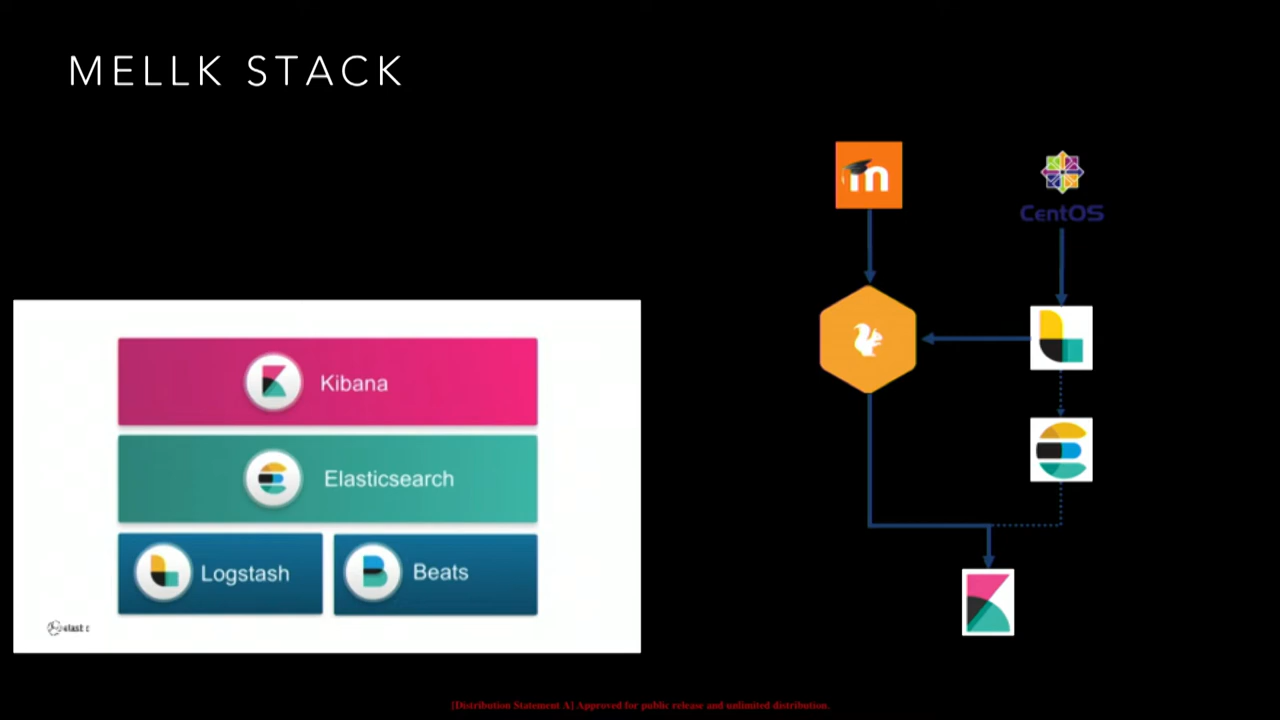 MELLK STACK
CentOS
Kibana
Elasticsearch
Logstash
Beats
[Distribution Statement A] Approved for public release and unlimited distribution.